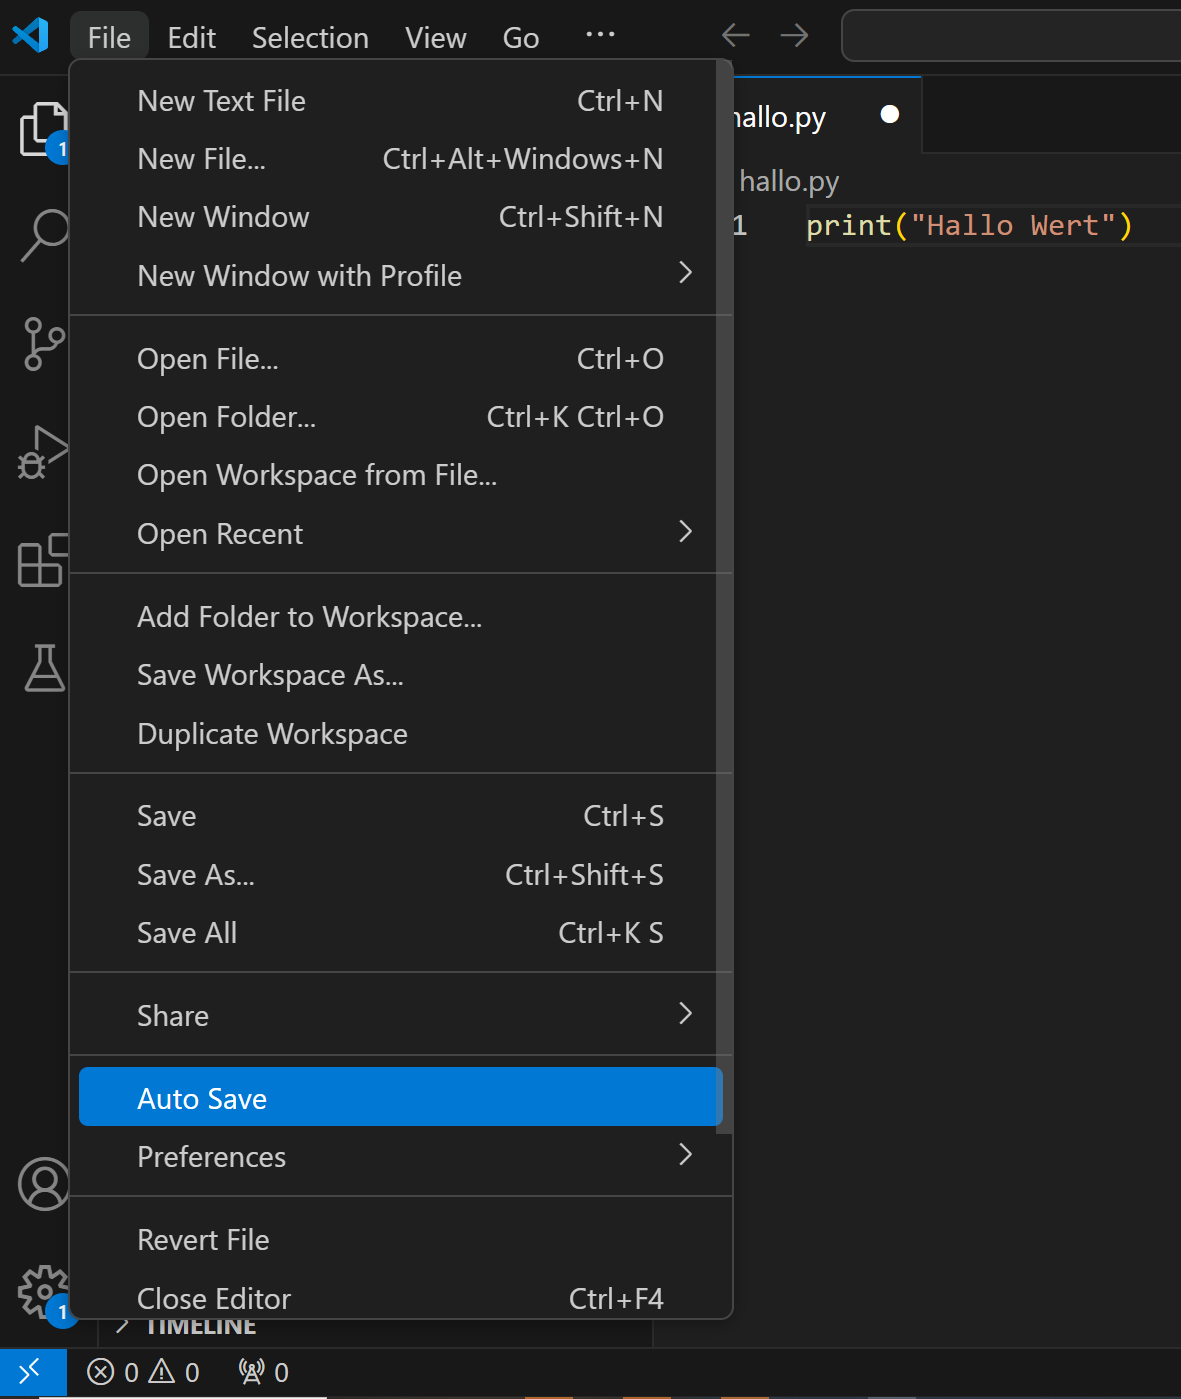 File Edit Selection View Go ...
New Text File Ctrl+N
New File... Ctrl+Alt+Windows+N
New Window Ctrl+Shift+N
New Window with Profile
Open File... Ctrl+O
Open Folder... Ctrl+K Ctrl+O
Open Workspace from File...
Open Recent
Add Folder to Workspace...
Save Workspace As...
Duplicate Workspace
Save Ctrl+S
Save As... Ctrl+Shift+S
Save All Ctrl+K S
Share
Auto Save
Preferences
Revert File
Close Editor Ctrl+F4
1
1
hallo.py
hallo.py
1 print("Hallo Wert")
TIMELINE
0 0 0